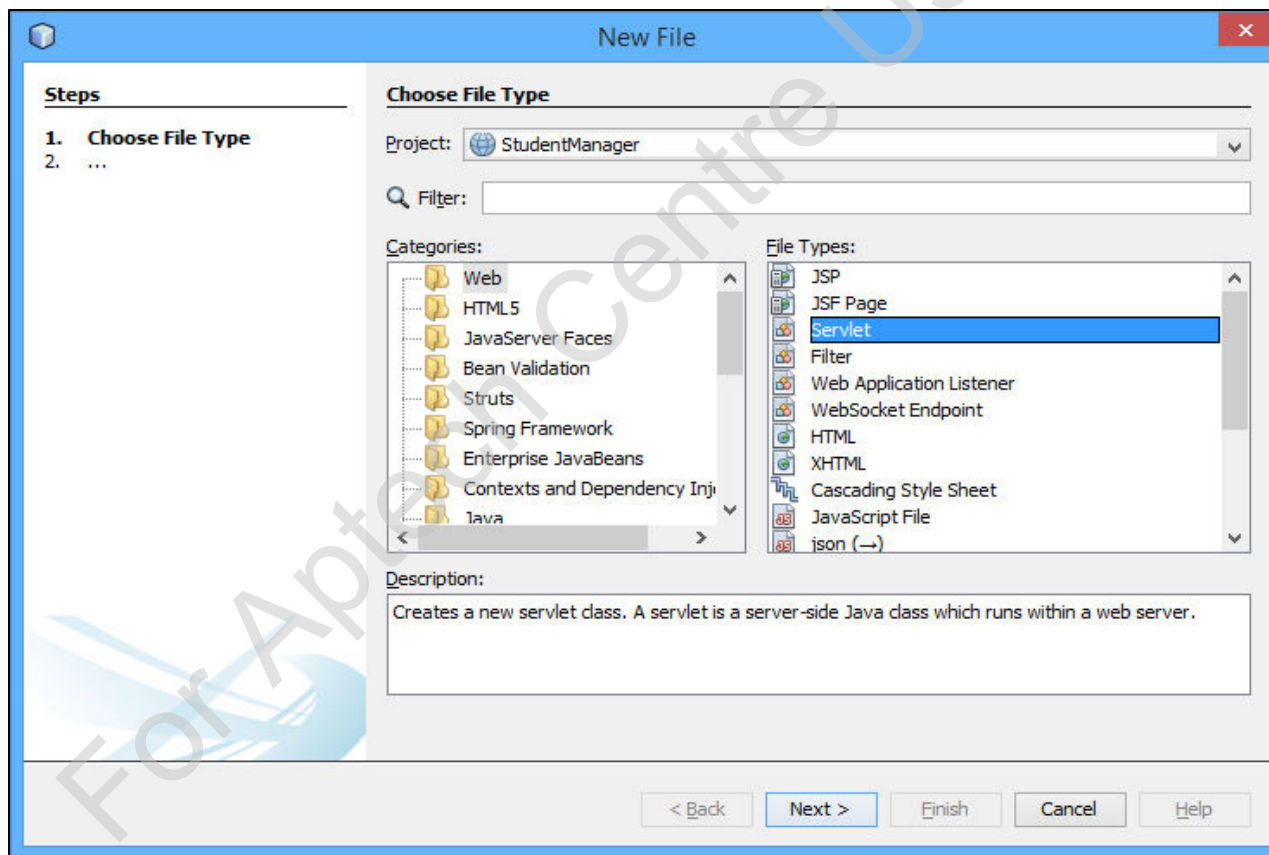 New File
Steps
1. Choose File Type
2. ...
Choose File Type
Project: StudentManager
Filter:
Categories:
Web
HTML5
JavaServer Faces
Bean Validation
Struts
Spring Framework
Enterprise JavaBeans
Contexts and Dependency Inj
Java
File Types:
JSP
JSF Page
Servlet
Filter
Web Application Listener
WebSocket Endpoint
HTML
XHTML
Cascading Style Sheet
JavaScript File
json (→)
Description:
Creates a new servlet class. A servlet is a server-side Java class which runs within a web server.
< Back Next > Finish Cancel Help
For Aptech Centre